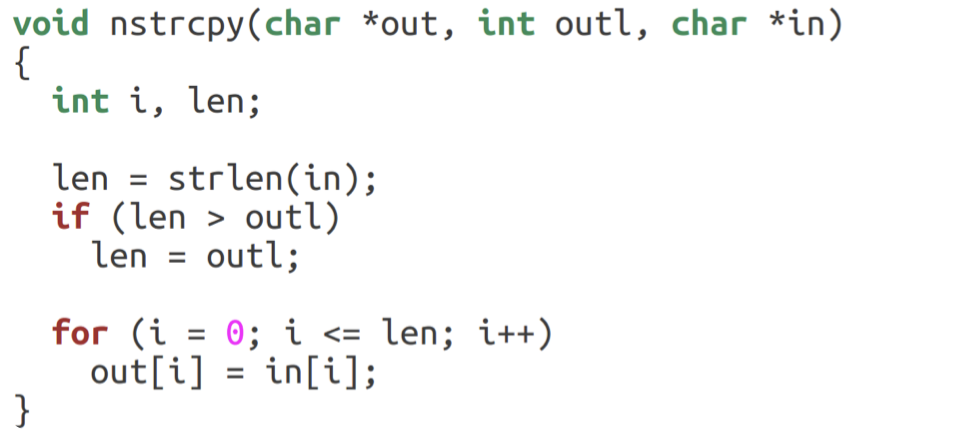 void nstrcpy(char *out, int outl, char *in)
{
  int i, len;

  len = strlen(in);
  if (len > outl)
    len = outl;

  for (i = 0; i <= len; i++)
    out[i] = in[i];
}